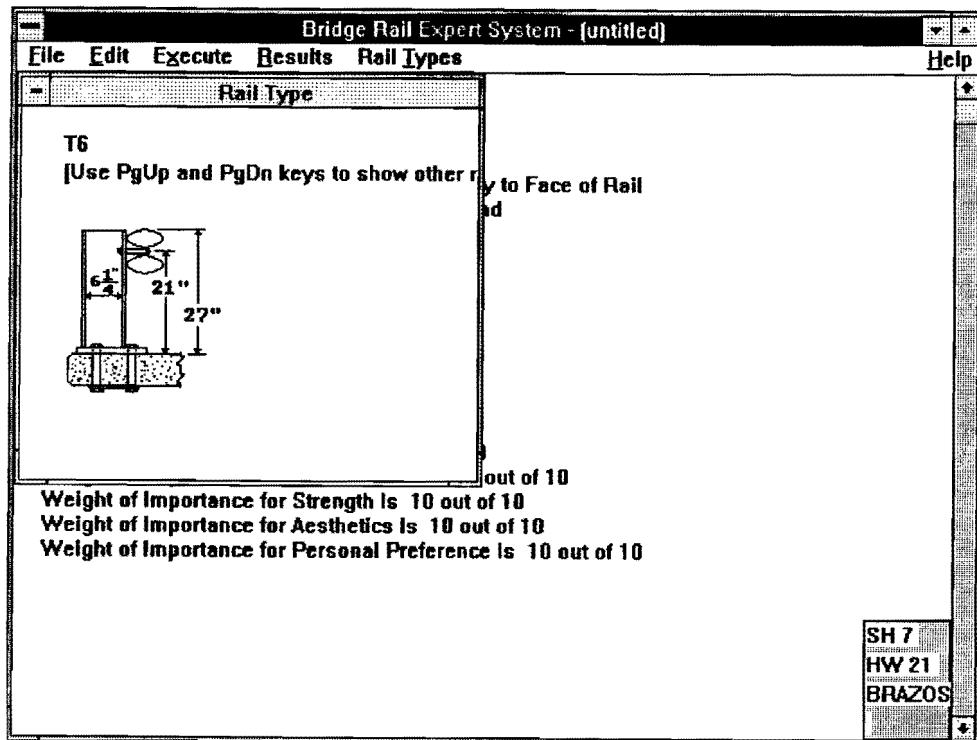 Bridge Rail Expert System - (untitled)
File Edit Execute Results Rail Types Help
Rail Type
T6
[Use PgUp and PgDn keys to show other
y to Face of Rail
6 1/4"
21"
27"
out of 10
Weight of Importance for Strength Is 10 out of 10
Weight of Importance for Aesthetics Is 10 out of 10
Weight of Importance for Personal Preference Is 10 out of 10
SH 7
HW 21
BRAZOS